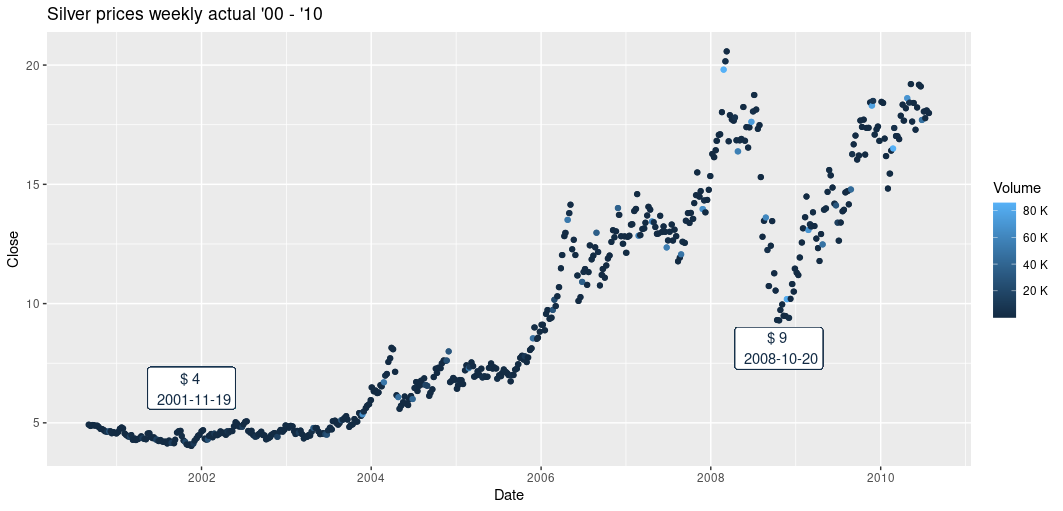 Silver prices weekly actual '00 - '10
Close
20
15
10
5
$ 4
2001-11-19
$ 9
2008-10-20
2002
2004
2006
2008
2010
Date
Volume
80 K
60 K
40 K
20 K